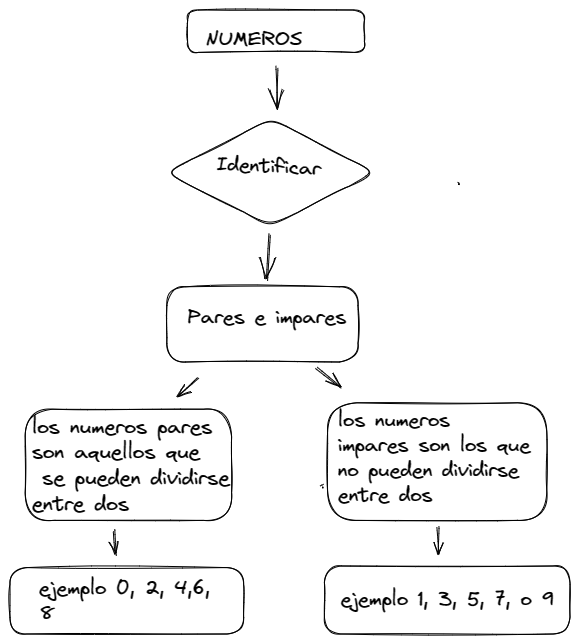 NUMEROS
Identificar
Pares e impares
los numeros pares
son aquellos que
se pueden dividirse
entre dos
los numeros
impares son los que
no pueden dividirse
entre dos
ejemplo 0, 2, 4,6,
8
ejemplo 1, 3, 5, 7, o 9